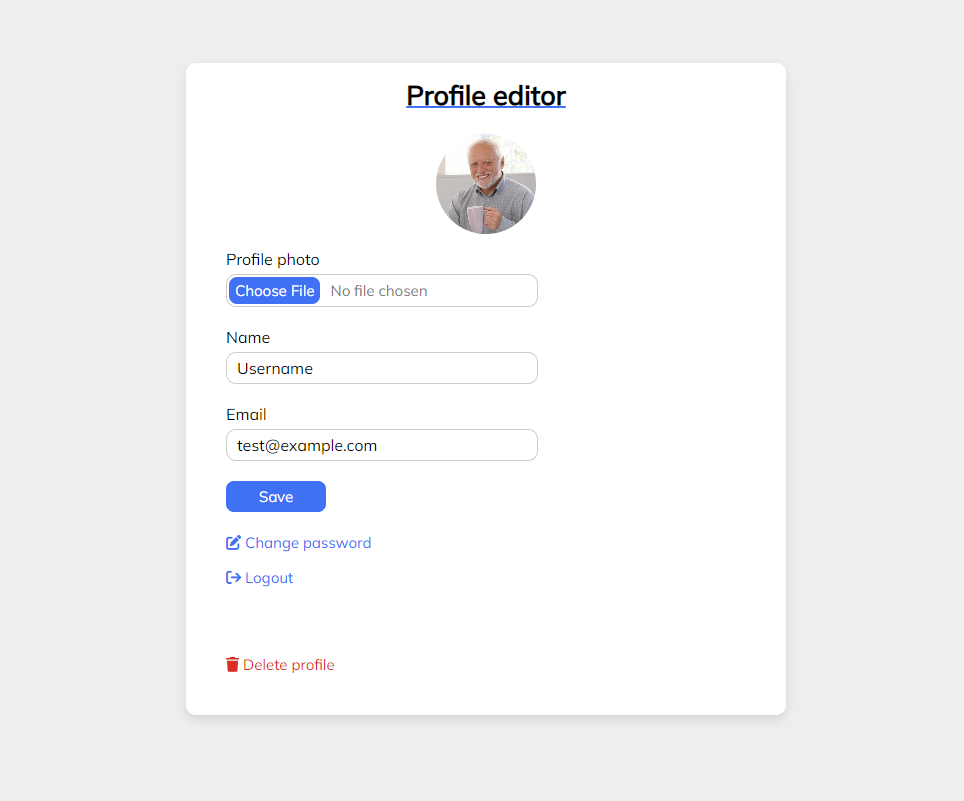 Profile editor
Profile photo
Choose File No file chosen
Name
Username
Email
test@example.com
Save
Change password
Logout
Delete profile